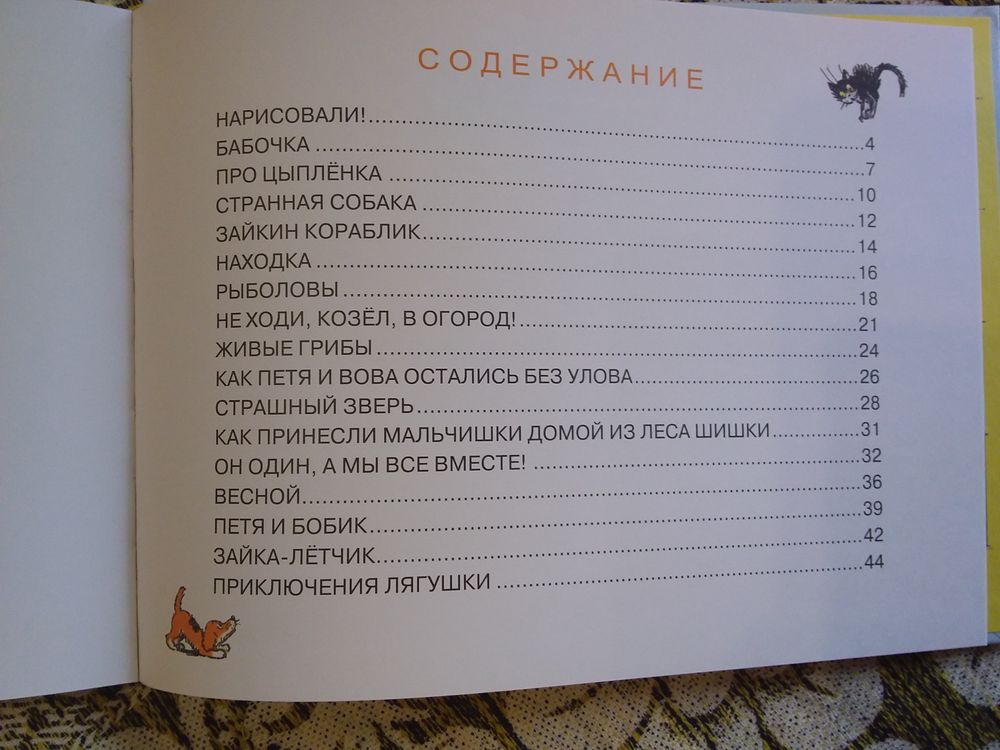 СОДЕРЖАНИЕ
НАРИСОВАЛИ!........................................................4
БАБОЧКА ........................................................7
ПРО ЦЫПЛЁНКА ........................................................10
СТРАННАЯ СОБАКА ........................................................12
ЗАЙКИН КОРАБЛИК........................................................14
НАХОДКА ........................................................16
РЫБОЛОВЫ ........................................................18
НЕ ХОДИ, КОЗЁЛ, В ОГОРОД!........................................................21
ЖИВЫЕ ГРИБЫ ........................................................24
КАК ПЕТЯ И ВОВА ОСТАЛИСЬ БЕЗ УЛОВА...................................26
СТРАШНЫЙ ЗВЕРЬ ........................................................28
КАК ПРИНЕСЛИ МАЛЬЧИШКИ ДОМОЙ ИЗ ЛЕСА ШИШКИ..............31
ОН ОДИН, А МЫ ВСЕ ВМЕСТЕ! ..................................................32
ВЕСНОЙ........................................................36
ПЕТЯ И БОБИК........................................................39
ЗАЙКА-ЛЁТЧИК........................................................42
ПРИКЛЮЧЕНИЯ ЛЯГУШКИ ........................................................44